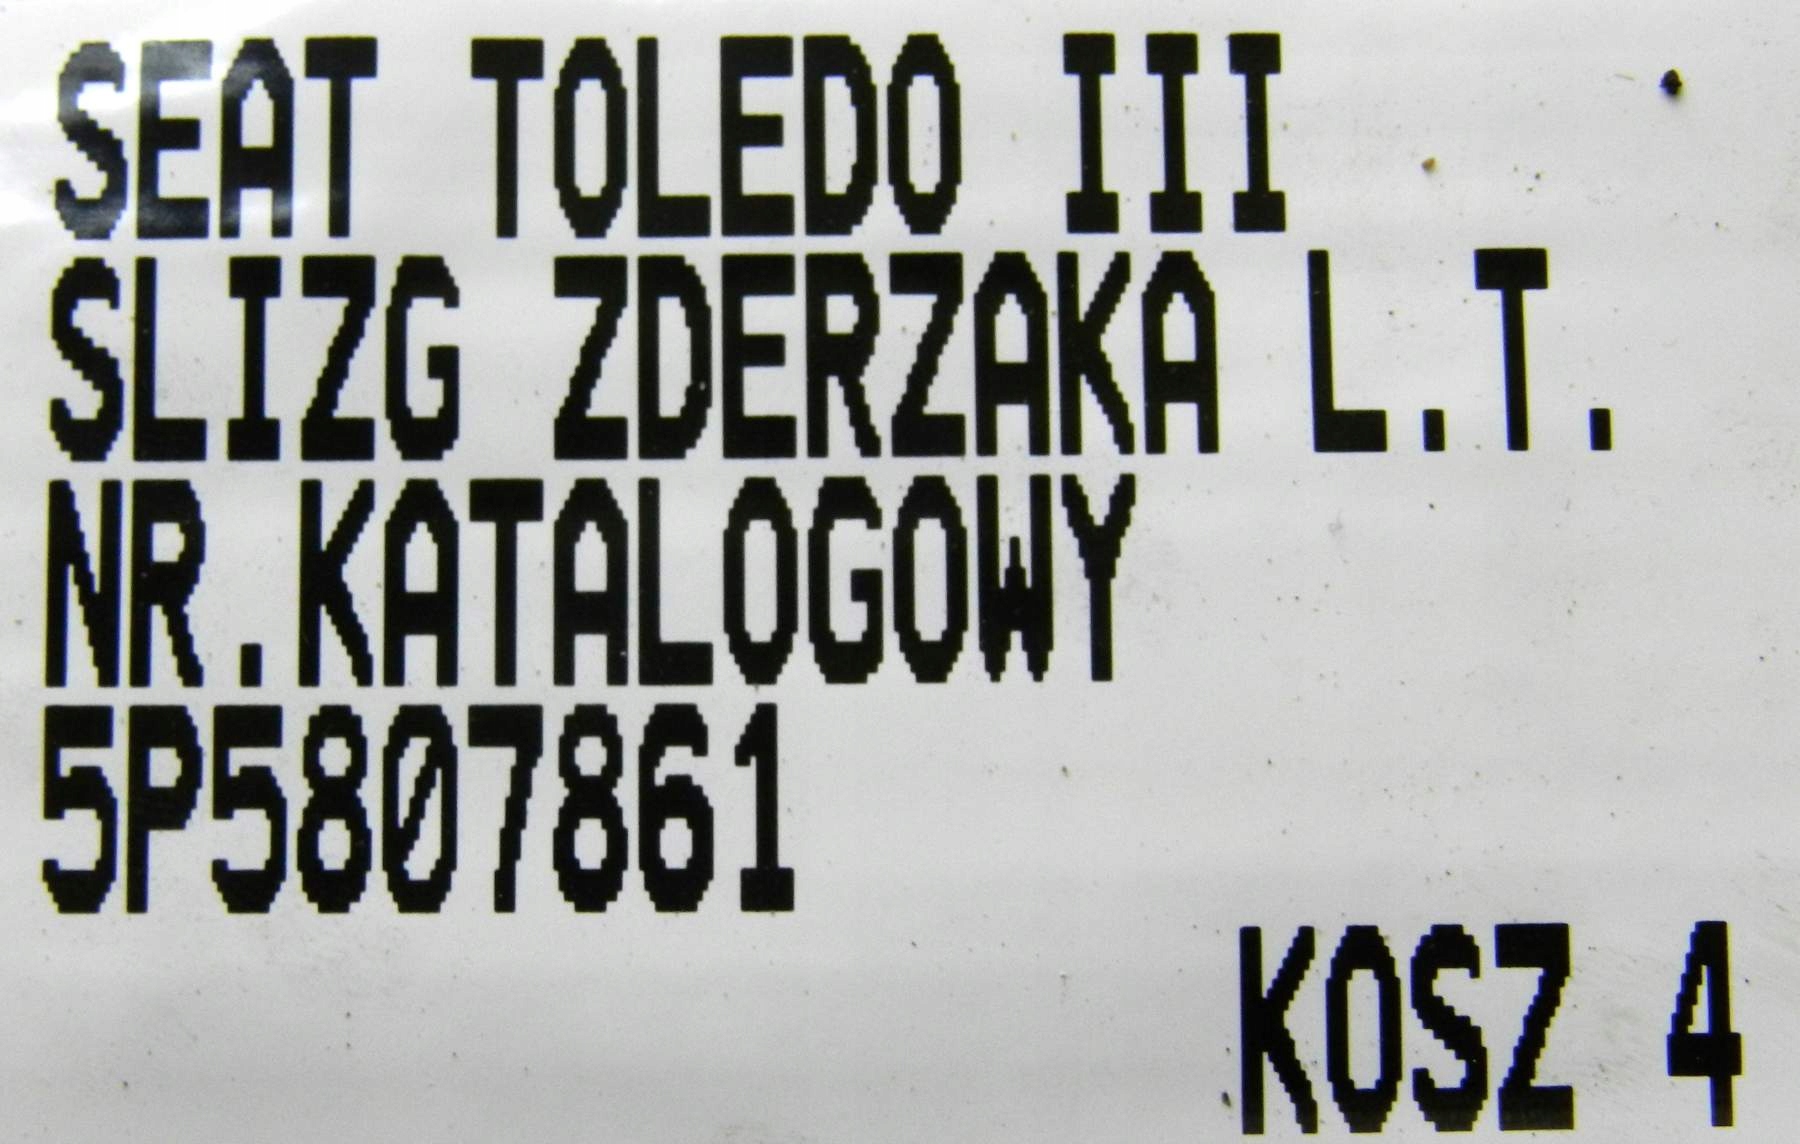 SEAT TOLEDO III
SLIZG ZDERZAKA L.T.
NR.KATALOGOWY
5P5807861
KOSZ 4